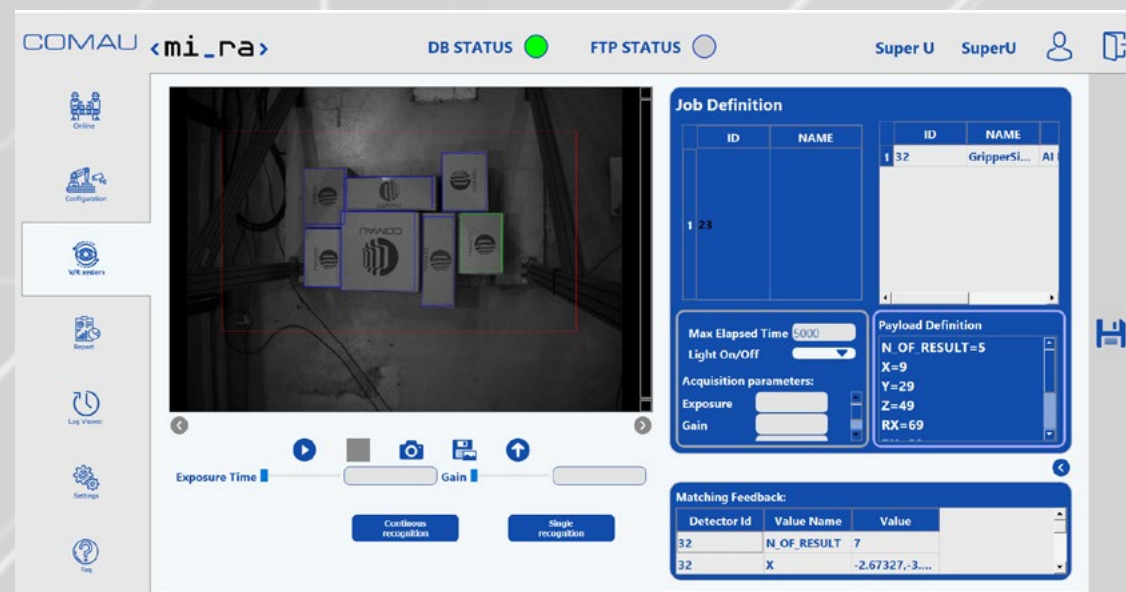 COMAU <mi_ra> DB STATUS FTP STATUS Super U SuperU
Online
Configuration
V/R system
Report
Log Viewer
Settings
Faq
COMAU
COMAU
Exposure Time Gain
Continous recognition
Single recognition
Job Definition
ID NAME
1 23
ID NAME
1 32 GripperSi... AI
Max Elapsed Time 5000
Light On/Off
Acquisition parameters:
Exposure
Gain
Payload Definition
N_OF_RESULT=5
X=9
Y=29
Z=49
RX=69
Matching Feedback:
Detector Id Value Name Value
32 N_OF_RESULT 7
32 X -2.67327,-3....